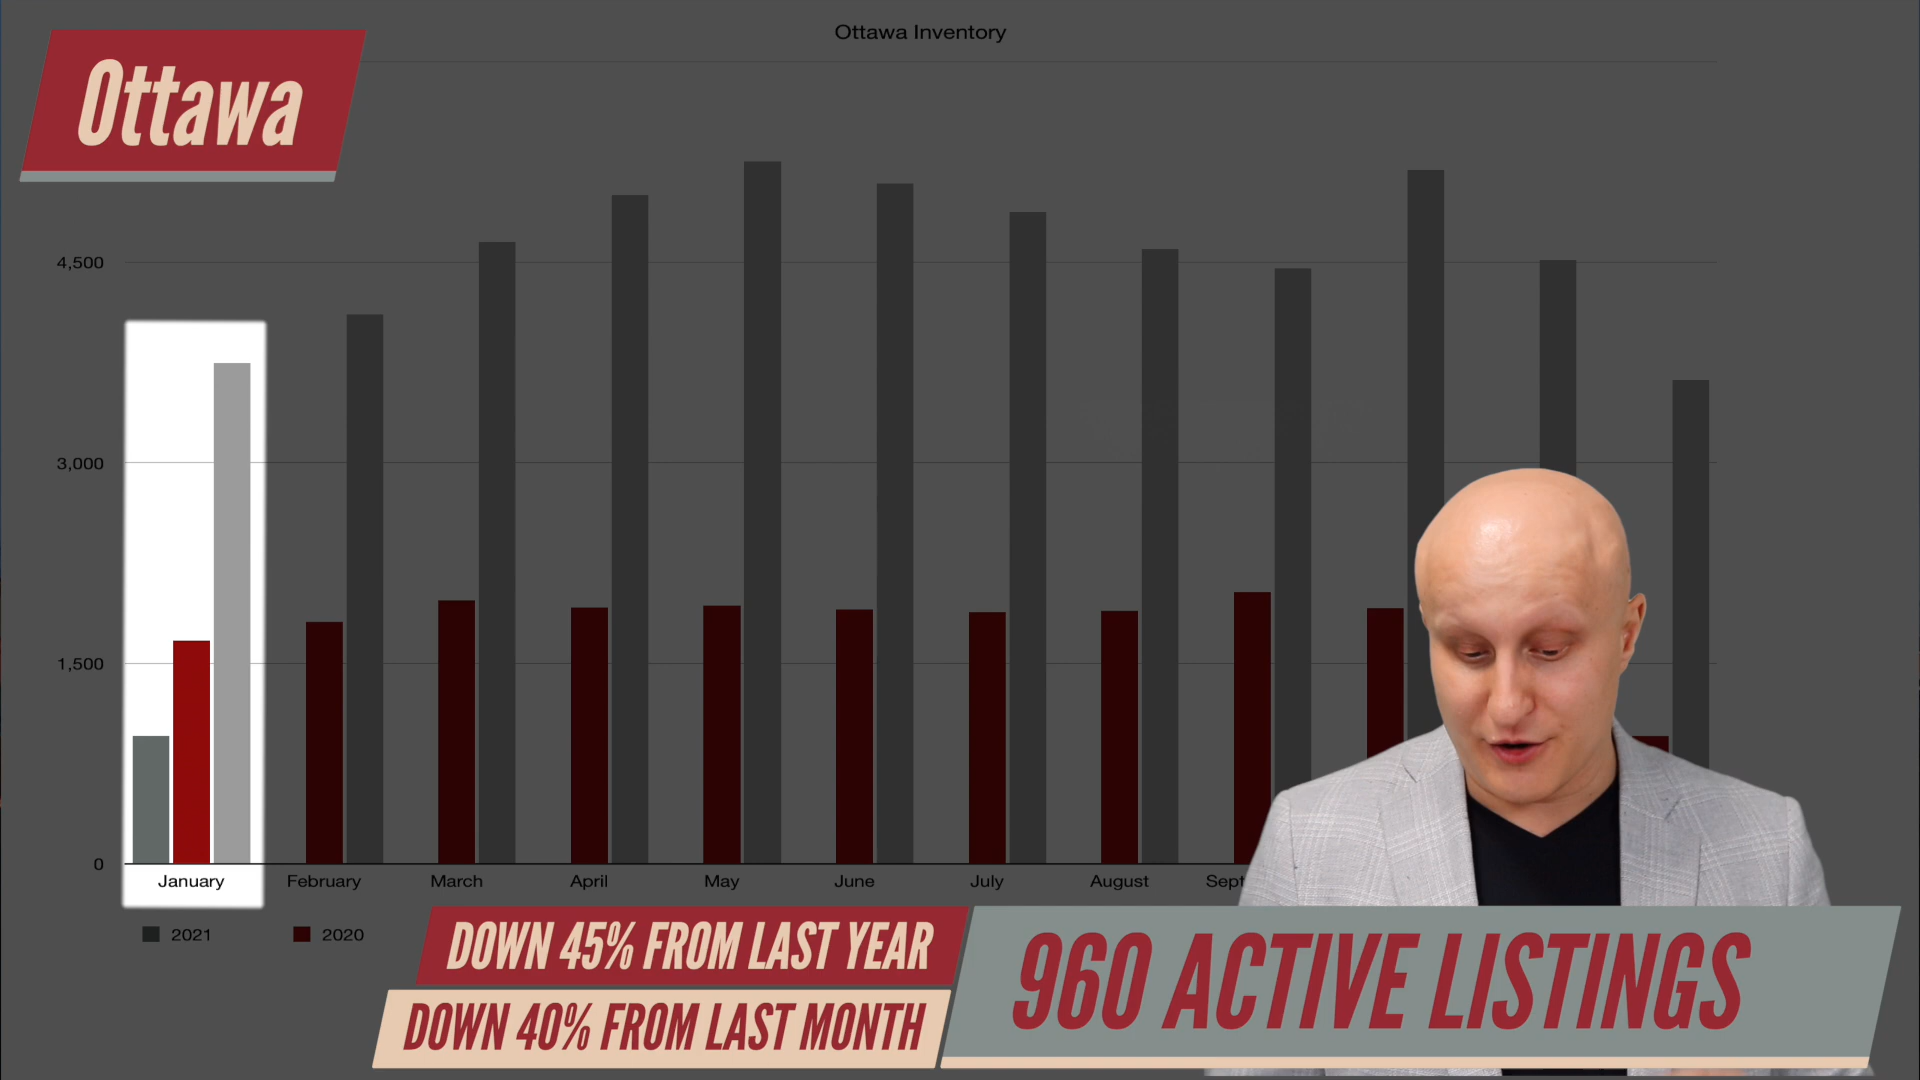 Ottawa Inventory
Ottawa
4,500
3,000
1,500
0
January
February
March
April
May
June
July
August
Sept
2021
2020
DOWN 45% FROM LAST YEAR
DOWN 40% FROM LAST MONTH
960 ACTIVE LISTINGS